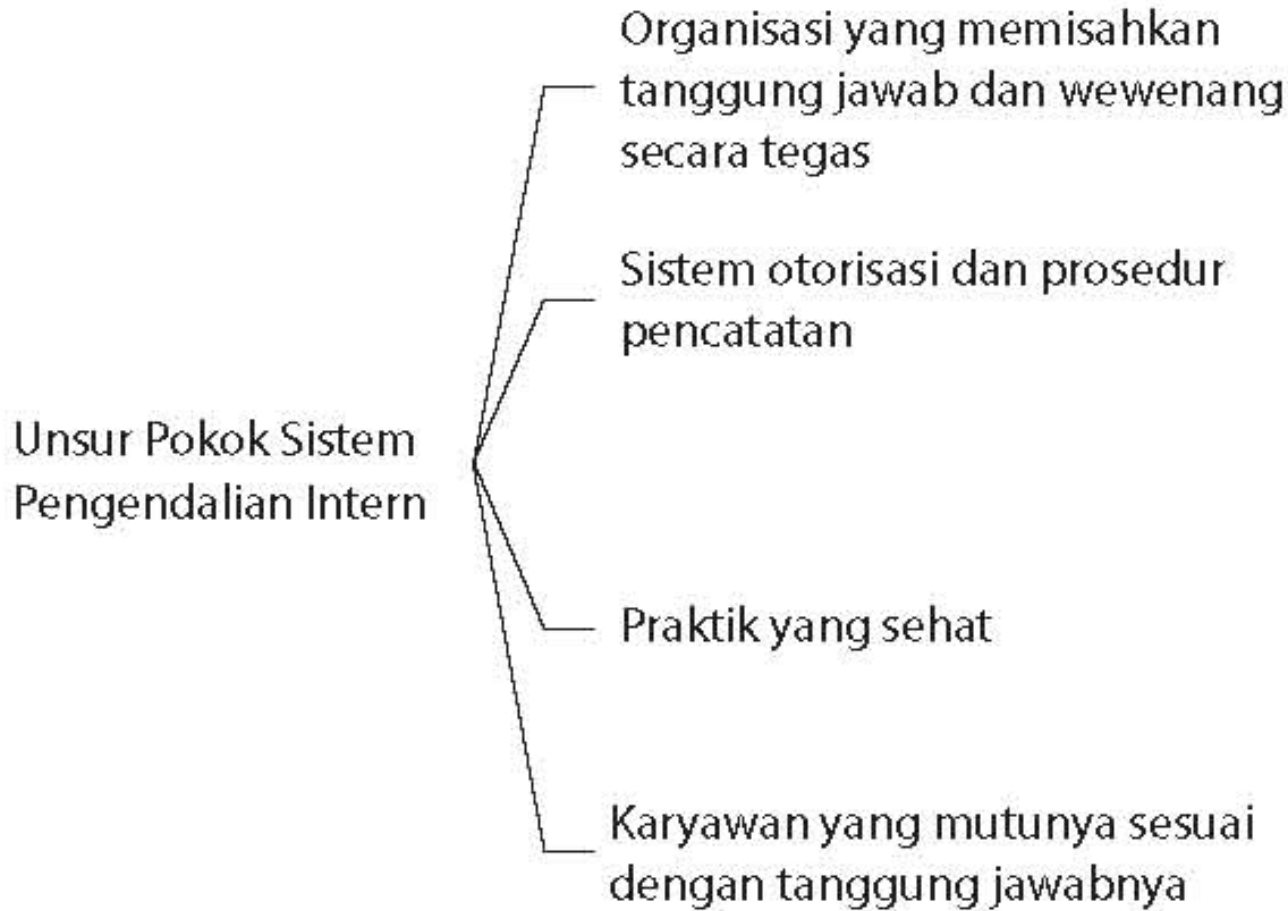 Organisasi yang memisahkan
tanggung jawab dan wewenang
secara tegas
Sistem otorisasi dan prosedur
pencatatan
Unsur Pokok Sistem
Pengendalian Intern
Praktik yang sehat
Karyawan yang mutunya sesuai
dengan tanggung jawabnya